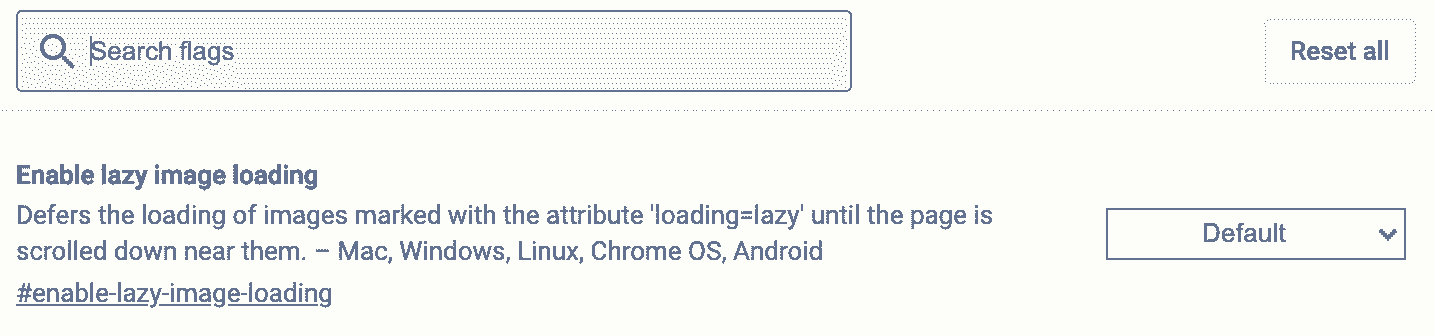 Search flags
Reset all
Enable lazy image loading
Defers the loading of images marked with the attribute 'loading=lazy' until the page is
scrolled down near them. – Mac, Windows, Linux, Chrome OS, Android
Default
#enable-lazy-image-loading